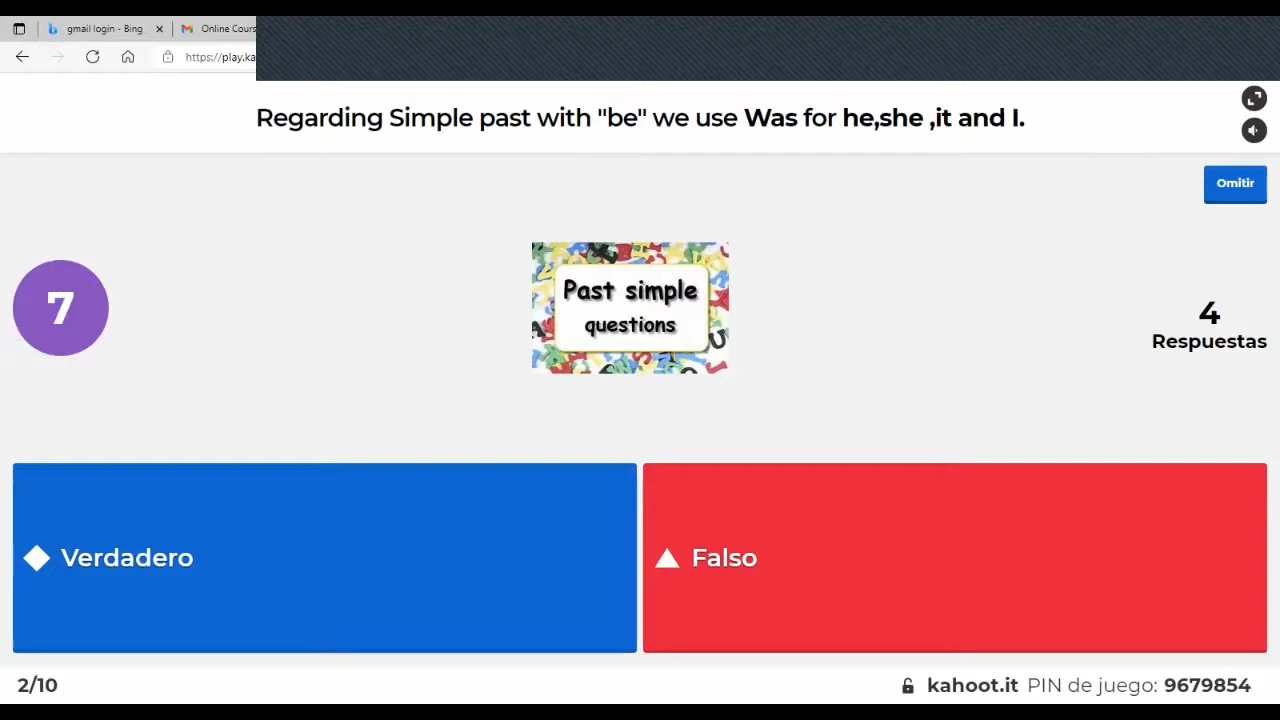 gmail login - Bing
Online Cours
https://play.ka
Regarding Simple past with "be" we use Was for he,she ,it and I.
Omitir
7
Past simple
questions
4
Respuestas
Verdadero
Falso
2/10
kahoot.it PIN de juego: 9679854